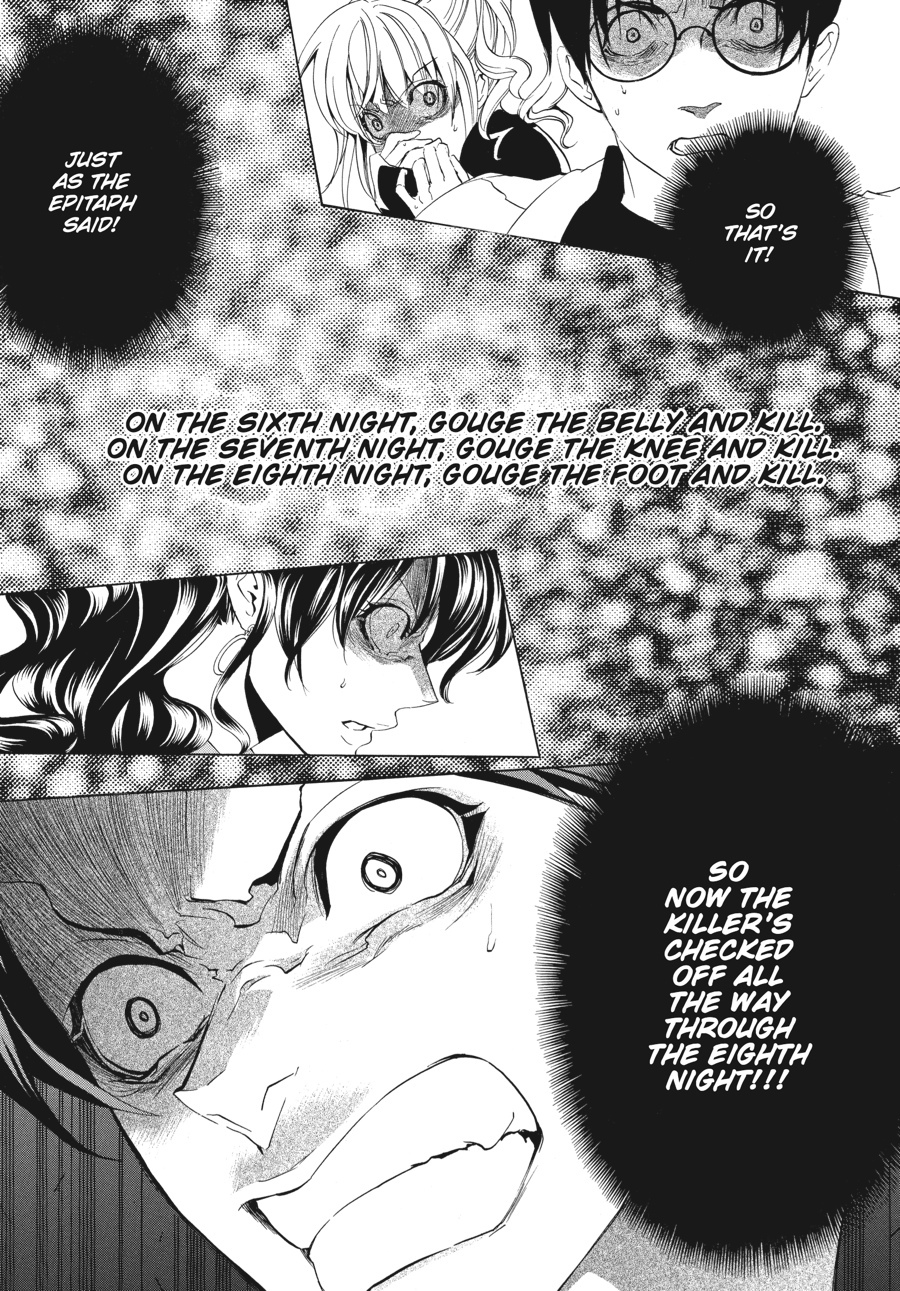 SO
THAT'S
IT!
JUST
AS THE
EPITAPH
SAID!
ON THE SIXTH NIGHT, GOUGE THE BELLY AND KILL.
ON THE SEVENTH NIGHT, GOUGE THE KNEE AND KILL.
ON THE EIGHTH NIGHT, GOUGE THE FOOT AND KILL.
SO
NOW THE
KILLER'S
CHECKED
OFF ALL
THE WAY
THROUGH
THE EIGHTH
NIGHT!!!